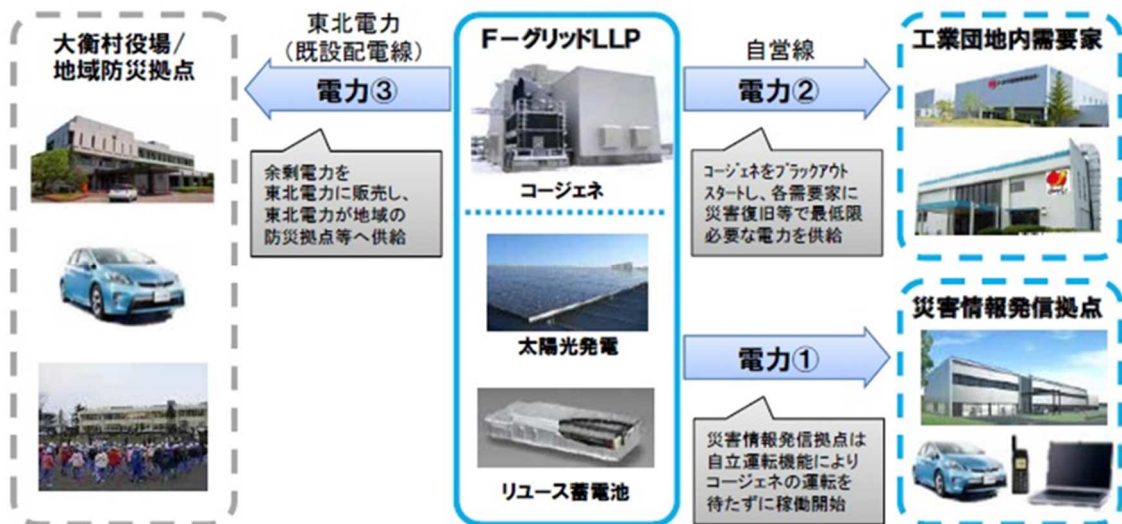 大衡村役場/
地域防災拠点
東北電力
(既設配電線)
電力③
余剰電力を
東北電力に販売し、
東北電力が地域の
防災拠点等へ供給
F-グリッドLLP
コージェネ
太陽光発電
リユース蓄電池
自営線
電力②
コージェネをブラックアウト
スタートし、各需要家に
災害復旧等で最低限
必要な電力を供給
工業団地内需要家
電力①
災害情報発信拠点は
自立運転機能により
コージェネの運転を
待たずに稼働開始
災害情報発信拠点